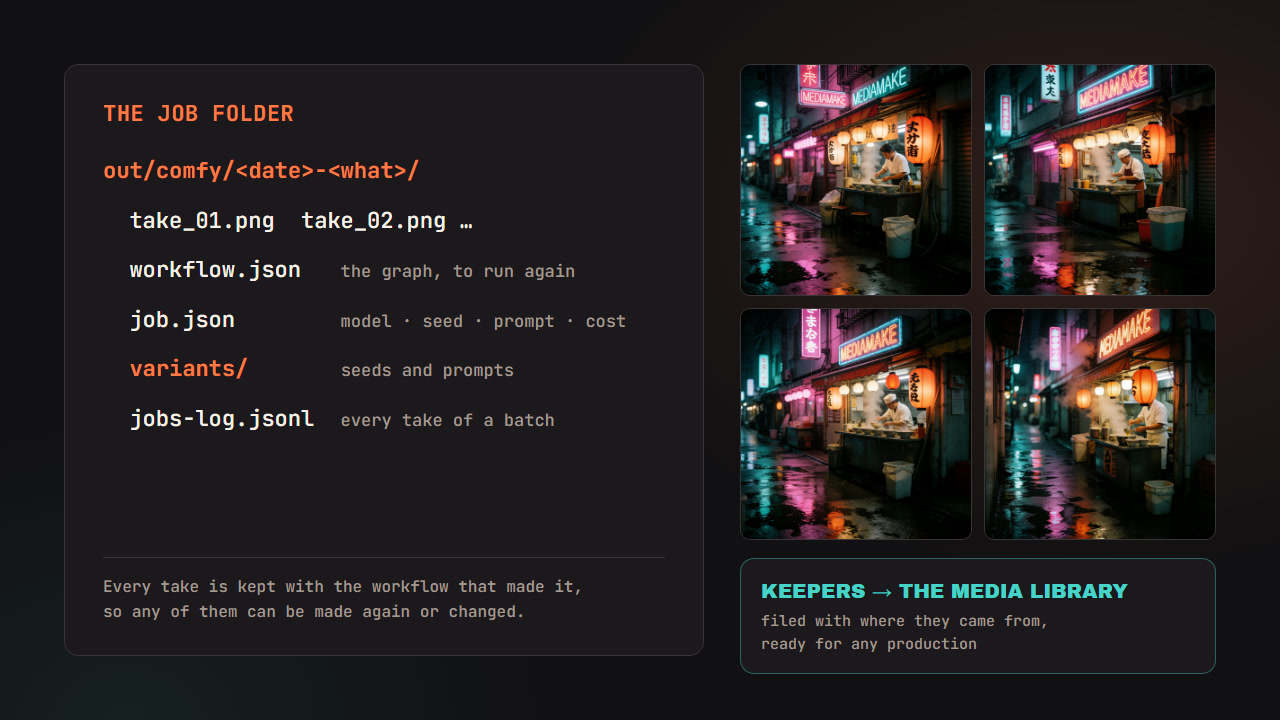 THE JOB FOLDER
out/comfy/<date>-<what>/
take_01.png take_02.png …
workflow.json the graph, to run again
job.json model · seed · prompt · cost
variants/ seeds and prompts
jobs-log.jsonl every take of a batch
Every take is kept with the workflow that made it,
so any of them can be made again or changed.
MEDIAMAKE MEDIAMAKE
MEDIAMAKE
MEDIAMAKE
MEDIAMAKE
KEEPERS → THE MEDIA LIBRARY
filed with where they came from,
ready for any production